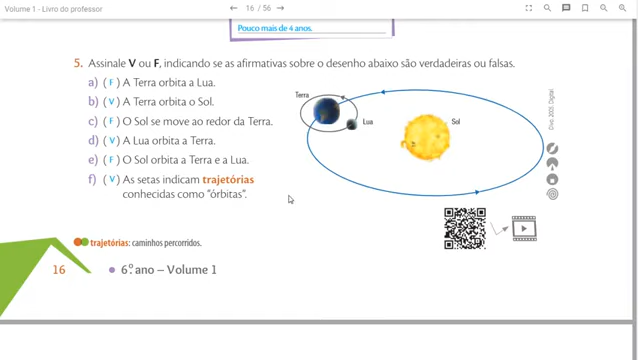 Volume 1 - Livro do professor
16 / 56
Pouco mais de 4 anos.
5. Assinale V ou F, indicando se as afirmativas sobre o desenho abaixo são verdadeiras ou falsas.
a) ( F ) A Terra orbita a Lua.
b) ( V ) A Terra orbita o Sol.
c) ( F ) O Sol se move ao redor da Terra.
d) ( V ) A Lua orbita a Terra.
e) ( F ) O Sol orbita a Terra e a Lua.
f) ( V ) As setas indicam trajetórias
conhecidas como “órbitas”.
Terra
Lua
Sol
Divo. 2001. Digital.
trajetórias: caminhos percorridos.
16
6º. ano – Volume 1